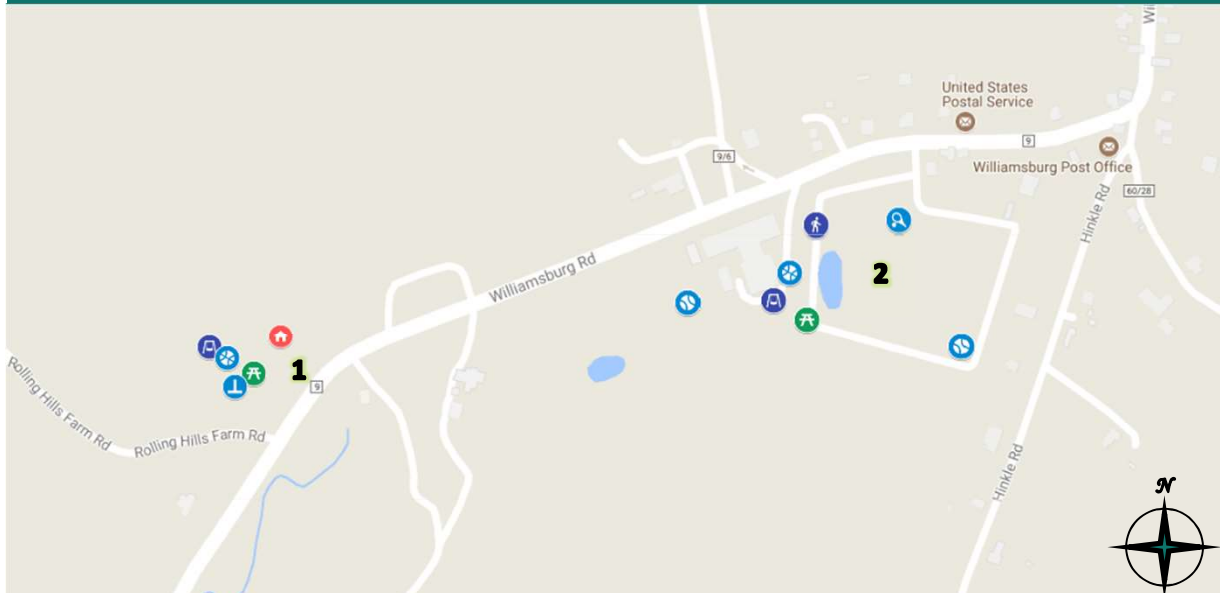 Wil
United States
Postal Service
9
Williamsburg Post Office
9/6
60/28
Hinkle Rd
2
Williamsburg Rd
1
9
Rolling Hills Farm Rd
Rolling Hills Farm Rd
Hinkle Rd
N